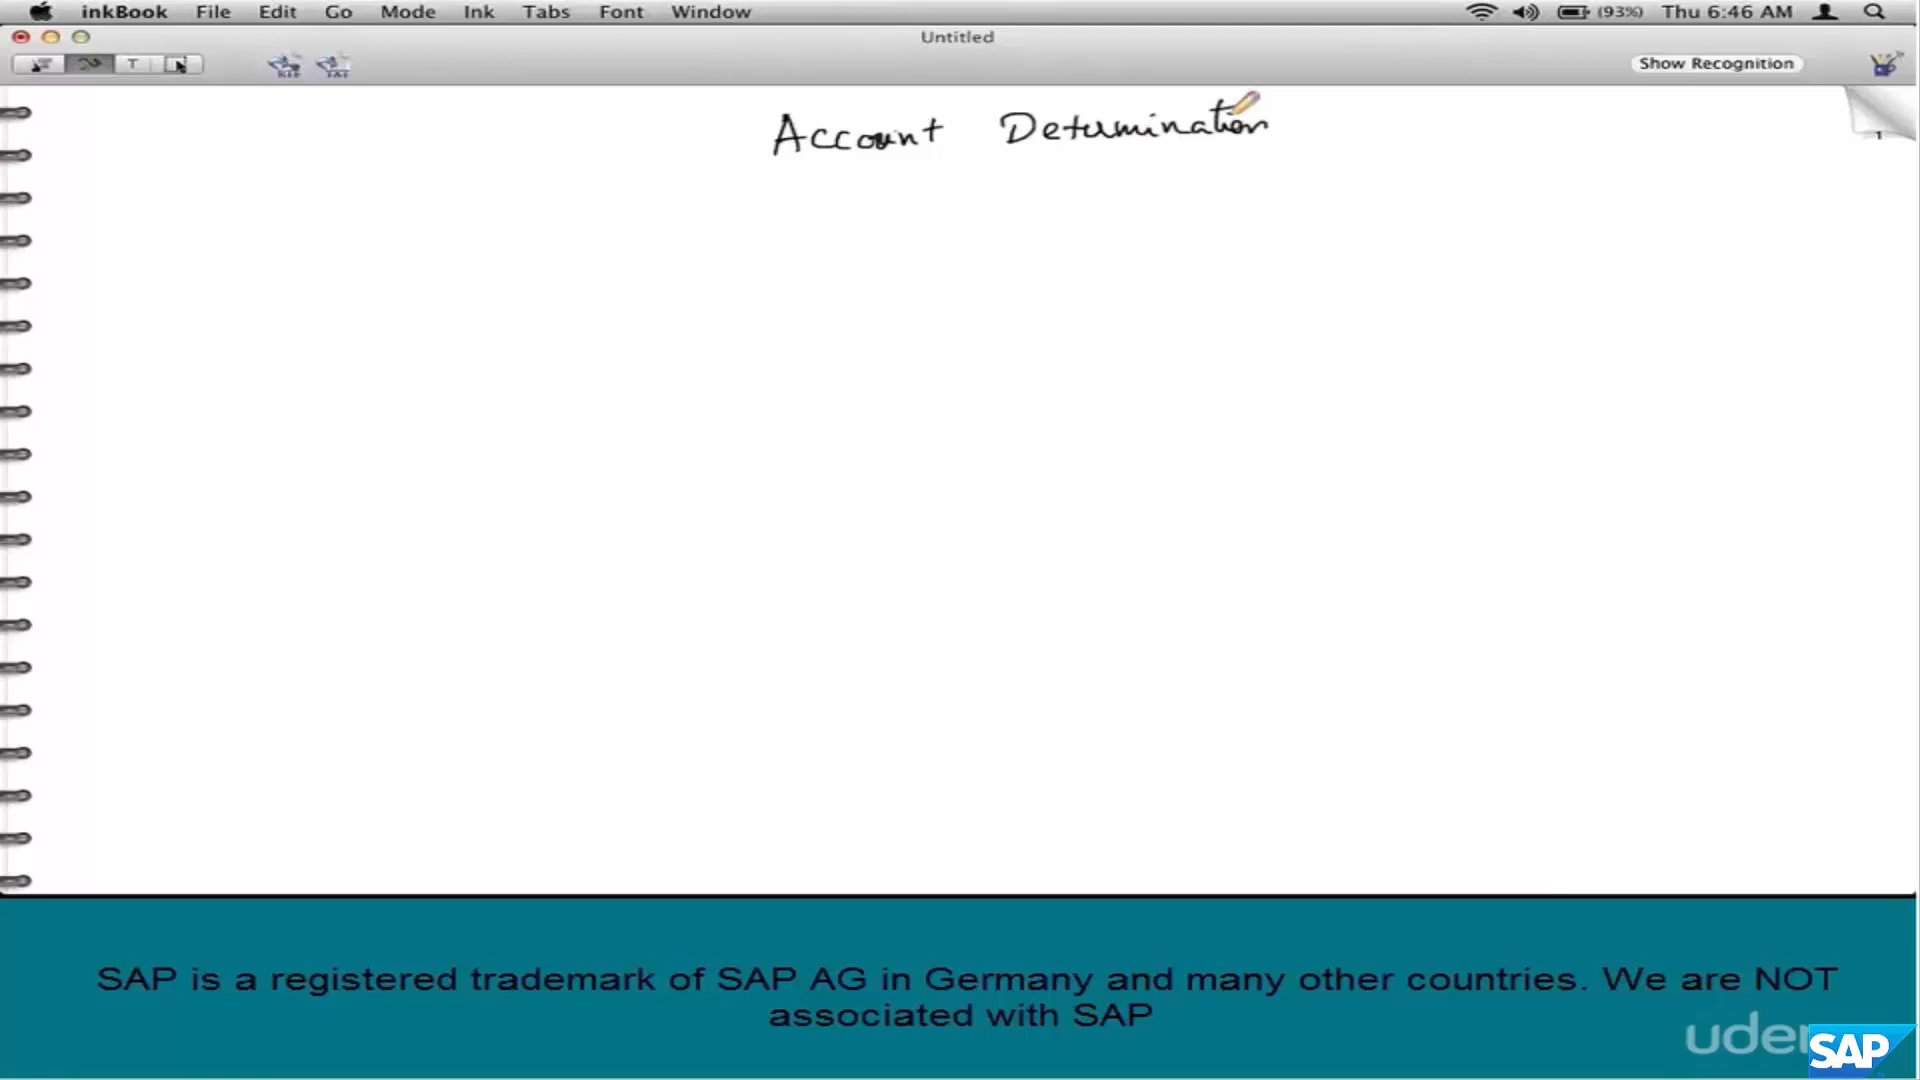 inkBook File Edit Go Mode Ink Tabs Font Window (93%) Thu 6:46 AM
Untitled
T Show Recognition
Account Determination
1
SAP is a registered trademark of SAP AG in Germany and many other countries. We are NOT
associated with SAP
SAP